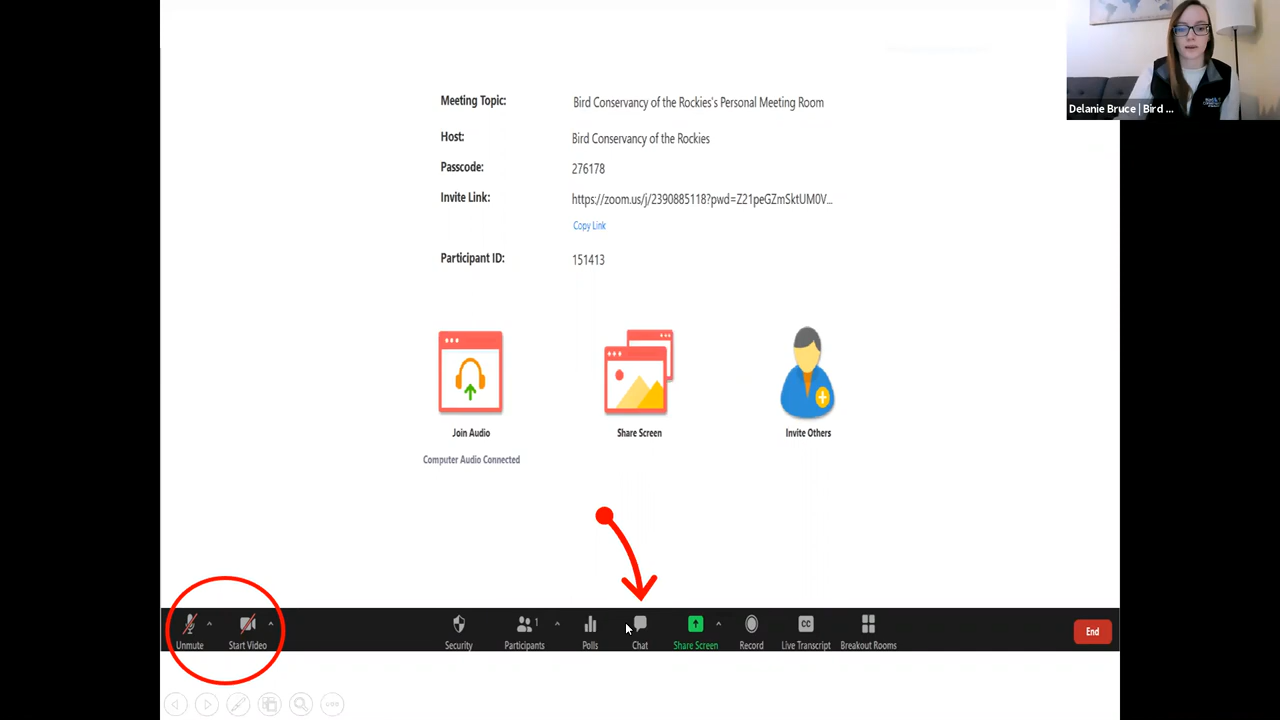 Meeting Topic: Bird Conservancy of the Rockies's Personal Meeting Room
Host: Bird Conservancy of the Rockies
Passcode: 276178
Invite Link: https://zoom.us/j/2390885118?pwd=Z21peGZmSktUM0V...
Copy Link
Participant ID: 151413
Join Audio Share Screen Invite Others
Computer Audio Connected
Unmute Start Video Security Participants 1 Polls Chat Share Screen Record CC Live Transcript Breakout Rooms End
Delanie Bruce | Bird ...